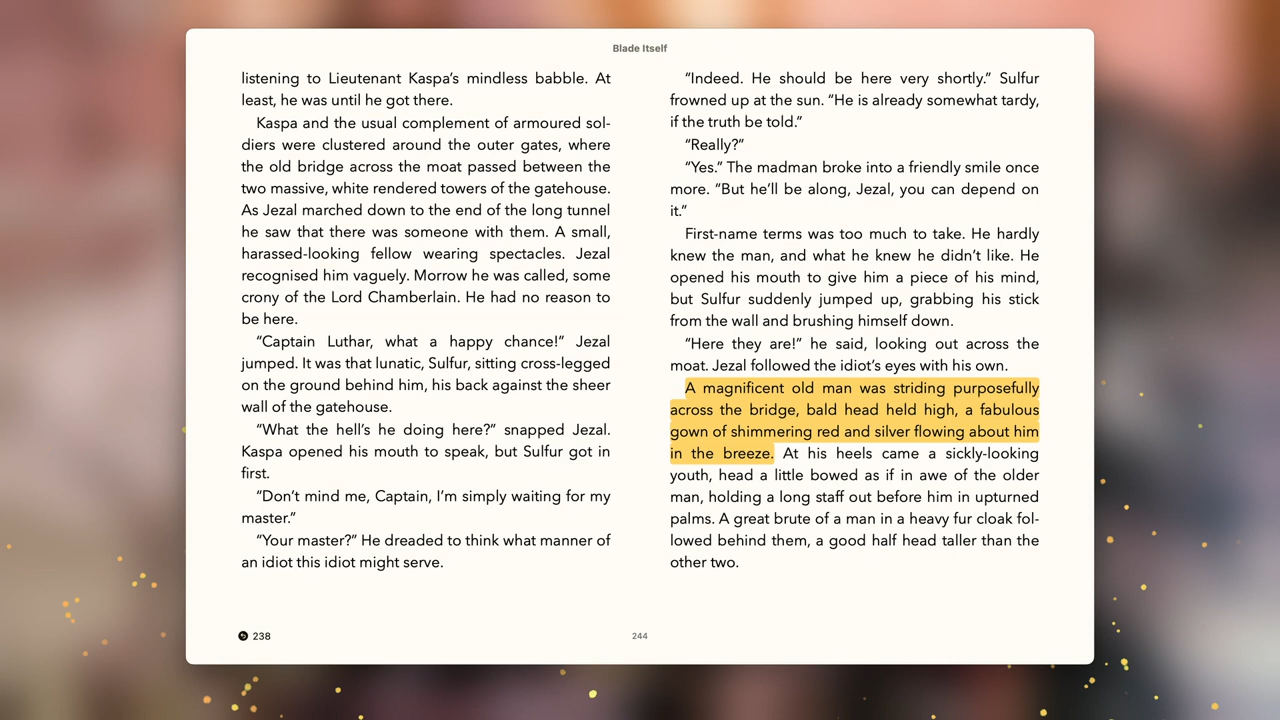 Blade Itself
listening to Lieutenant Kaspa’s mindless babble. At
least, he was until he got there.
Kaspa and the usual complement of armoured sol-
diers were clustered around the outer gates, where
the old bridge across the moat passed between the
two massive, white rendered towers of the gatehouse.
As Jezal marched down to the end of the long tunnel
he saw that there was someone with them. A small,
harassed-looking fellow wearing spectacles. Jezal
recognised him vaguely. Morrow he was called, some
crony of the Lord Chamberlain. He had no reason to
be here.
“Captain Luthar, what a happy chance!” Jezal
jumped. It was that lunatic, Sulfur, sitting cross-legged
on the ground behind him, his back against the sheer
wall of the gatehouse.
“What the hell’s he doing here?” snapped Jezal.
Kaspa opened his mouth to speak, but Sulfur got in
first.
“Don’t mind me, Captain, I’m simply waiting for my
master.”
“Your master?” He dreaded to think what manner of
an idiot this idiot might serve.
“Indeed. He should be here very shortly.” Sulfur
frowned up at the sun. “He is already somewhat tardy,
if the truth be told.”
“Really?”
“Yes.” The madman broke into a friendly smile once
more. “But he’ll be along, Jezal, you can depend on
it.”
First-name terms was too much to take. He hardly
knew the man, and what he knew he didn’t like. He
opened his mouth to give him a piece of his mind,
but Sulfur suddenly jumped up, grabbing his stick
from the wall and brushing himself down.
“Here they are!” he said, looking out across the
moat. Jezal followed the idiot’s eyes with his own.
A magnificent old man was striding purposefully
across the bridge, bald head held high, a fabulous
gown of shimmering red and silver flowing about him
in the breeze. At his heels came a sickly-looking
youth, head a little bowed as if in awe of the older
man, holding a long staff out before him in upturned
palms. A great brute of a man in a heavy fur cloak fol-
lowed behind them, a good half head taller than the
other two.
238
244